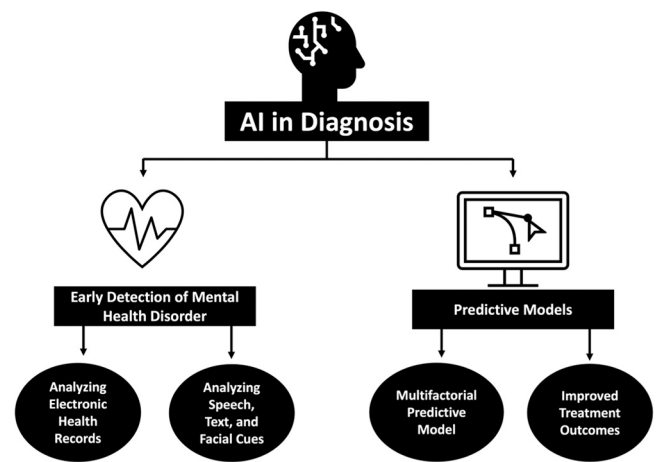 AI in Diagnosis
Early Detection of Mental
Health Disorder
Predictive Models
Analyzing
Electronic
Health
Records
Analyzing
Speech,
Text, and
Facial Cues
Multifactorial
Predictive
Model
Improved
Treatment
Outcomes